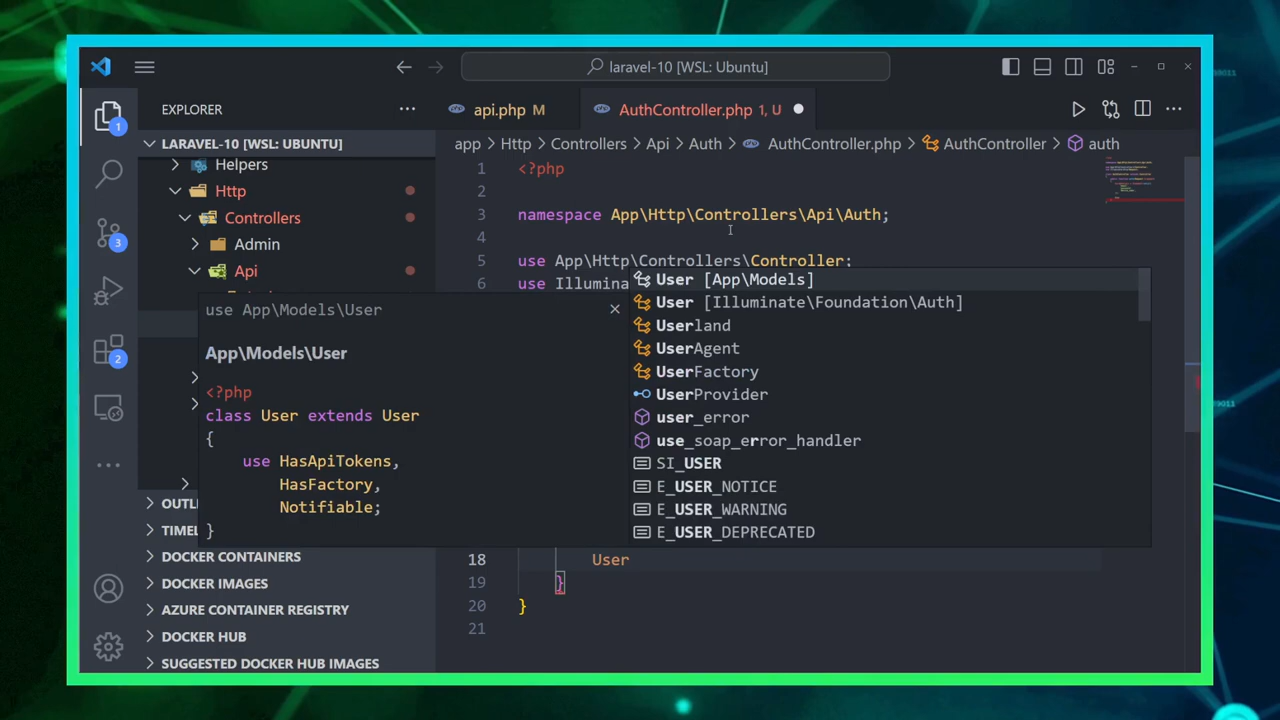 laravel-10 [WSL: Ubuntu]
EXPLORER
api.php M
AuthController.php 1, U
LARAVEL-10 [WSL: UBUNTU]
app > Http > Controllers > Api > Auth > AuthController.php > AuthController > auth
Helpers
Http
Controllers
Admin
Api
1
3
2
OUTL
TIME
DOCKER CONTAINERS
DOCKER IMAGES
AZURE CONTAINER REGISTRY
DOCKER HUB
SUGGESTED DOCKER HUB IMAGES
1 <?php
2
3 namespace App\Http\Controllers\Api\Auth;
4
5 use App\Http\Controllers\Controller;
6 use Illumina
use App\Models\User
App\Models\User
<?php
class User extends User
{
use HasApiTokens,
HasFactory,
Notifiable;
}
User [App\Models]
User [Illuminate\Foundation\Auth]
Userland
UserAgent
UserFactory
UserProvider
user_error
use_soap_error_handler
SI_USER
E_USER_NOTICE
E_USER_WARNING
E_USER_DEPRECATED
18 User
19 }
20 }
21